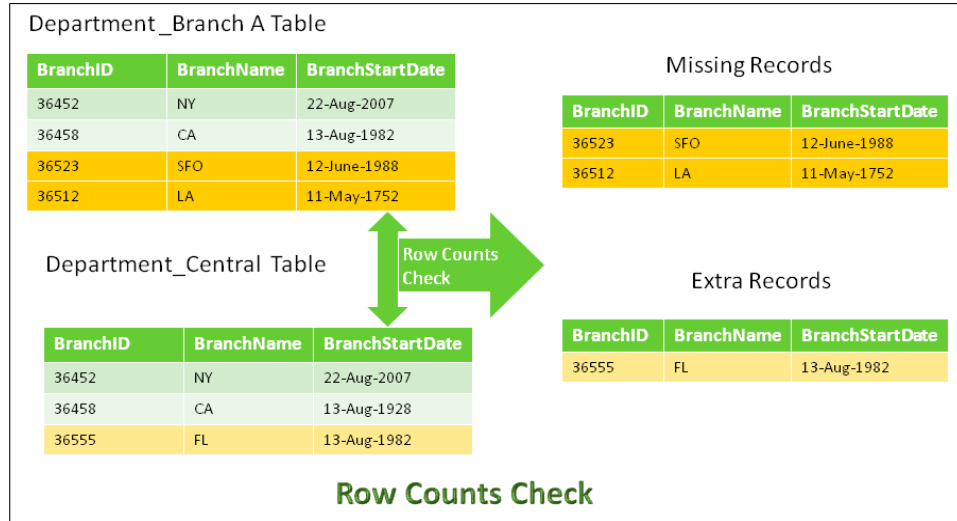 Department _Branch A Table
BranchID BranchName BranchStartDate
36452 NY 22-Aug-2007
36458 CA 13-Aug-1982
36523 SFO 12-June-1988
36512 LA 11-May-1752
Missing Records
BranchID BranchName BranchStartDate
36523 SFO 12-June-1988
36512 LA 11-May-1752
Row Counts
Check
Department_Central Table
BranchID BranchName BranchStartDate
36452 NY 22-Aug-2007
36458 CA 13-Aug-1928
36555 FL 13-Aug-1982
Extra Records
BranchID BranchName BranchStartDate
36555 FL 13-Aug-1982
Row Counts Check